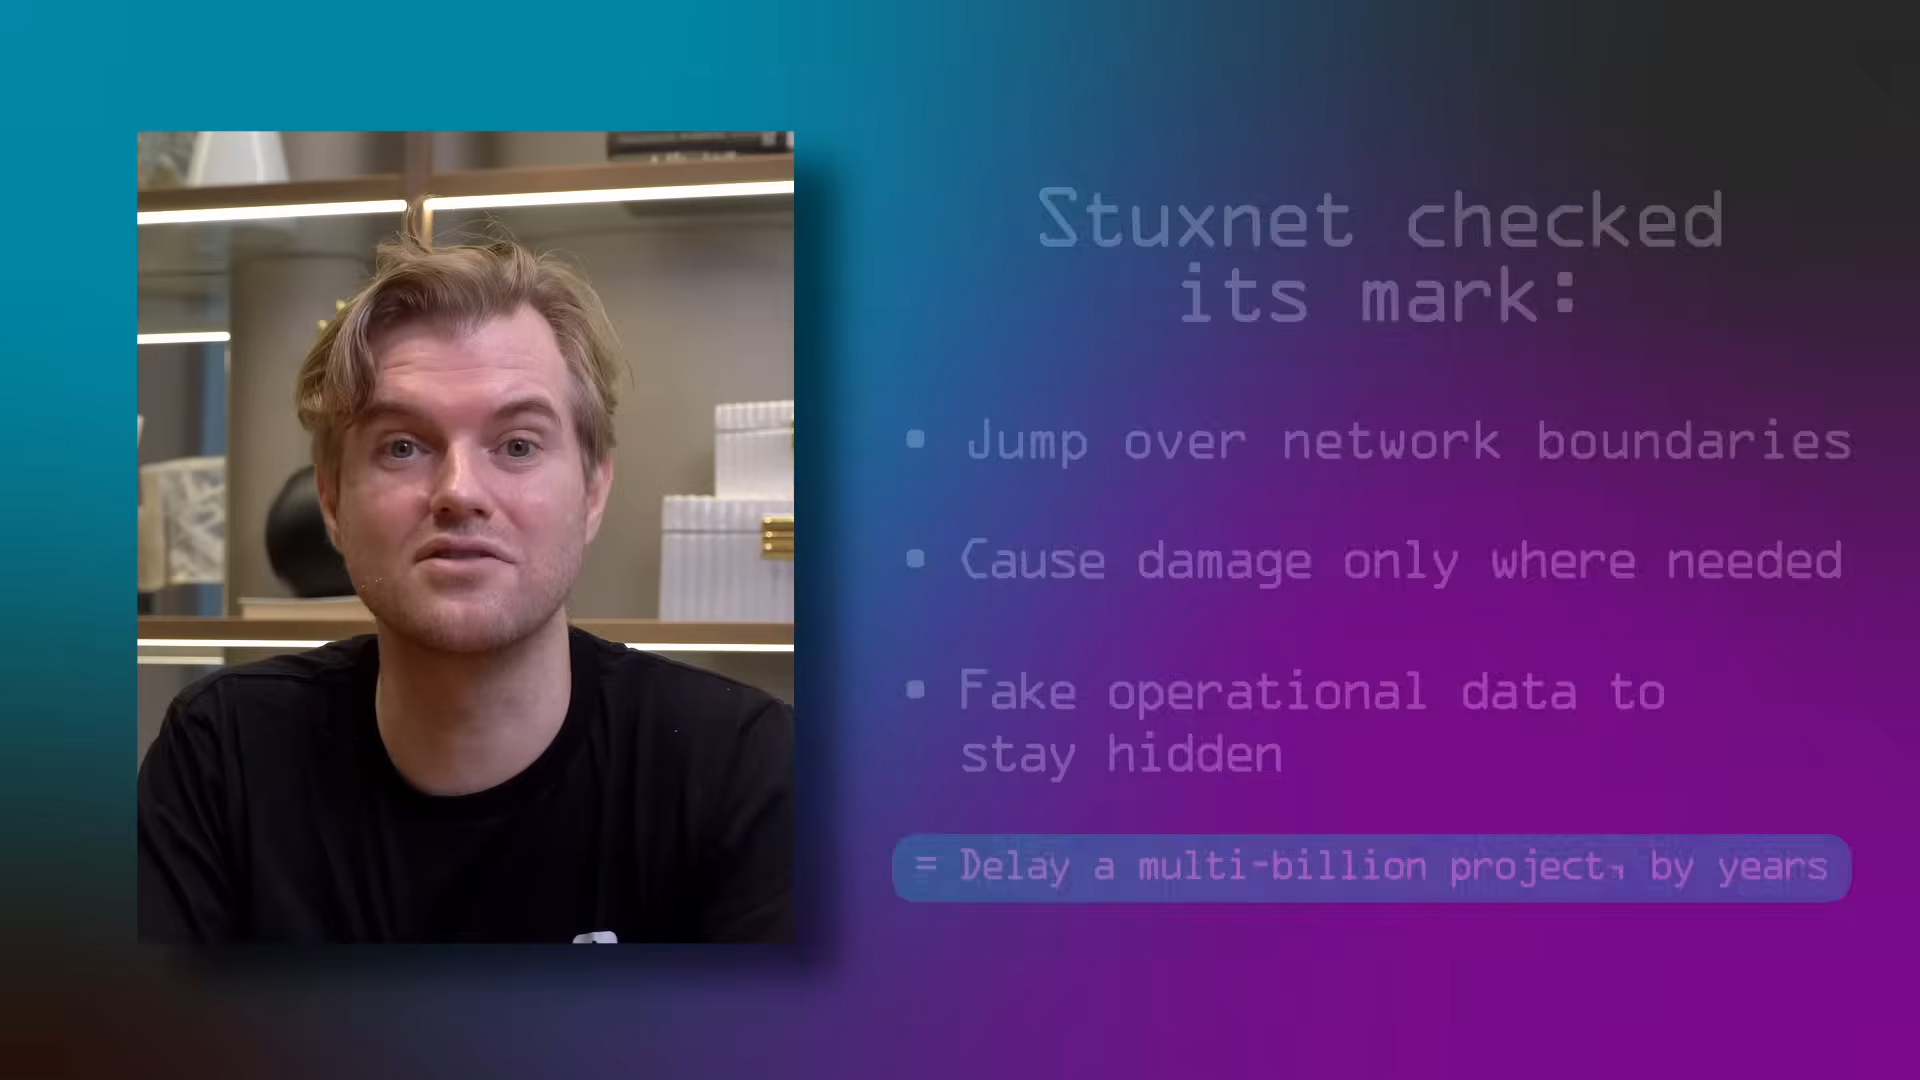 Stuxnet checked
its mark:
▪ Jump over network boundaries
▪ Cause damage only where needed
▪ Fake operational data to
stay hidden
= Delay a multi-billion project, by years